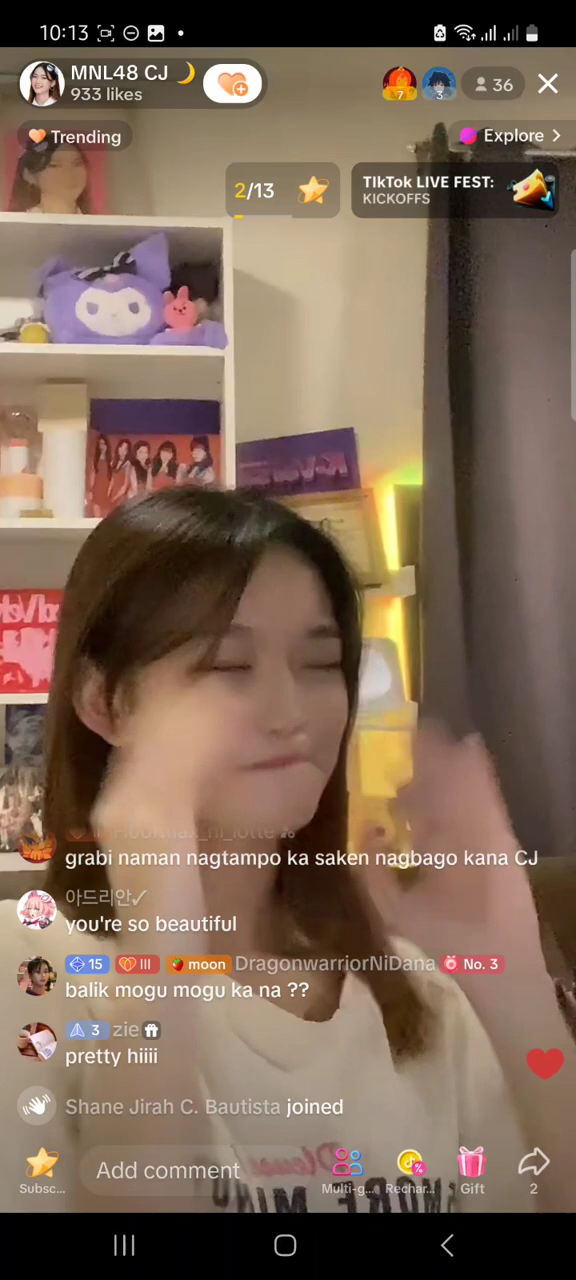 10:13
MNL48 CJ 🌙
933 likes
7
3
36
Trending
Explore >
2/13
TikTok LIVE FEST:
KICKOFFS
grabi naman nagtampo ka saken nagbago kana CJ
아드리안✓
you're so beautiful
15 III moon DragonwarriorNiDana No. 3
balik mogu mogu ka na ??
3 zie
pretty hiiii
Shane Jirah C. Bautista joined
Subsc...
Add comment
Multi-g...
Rechar...
Gift
2